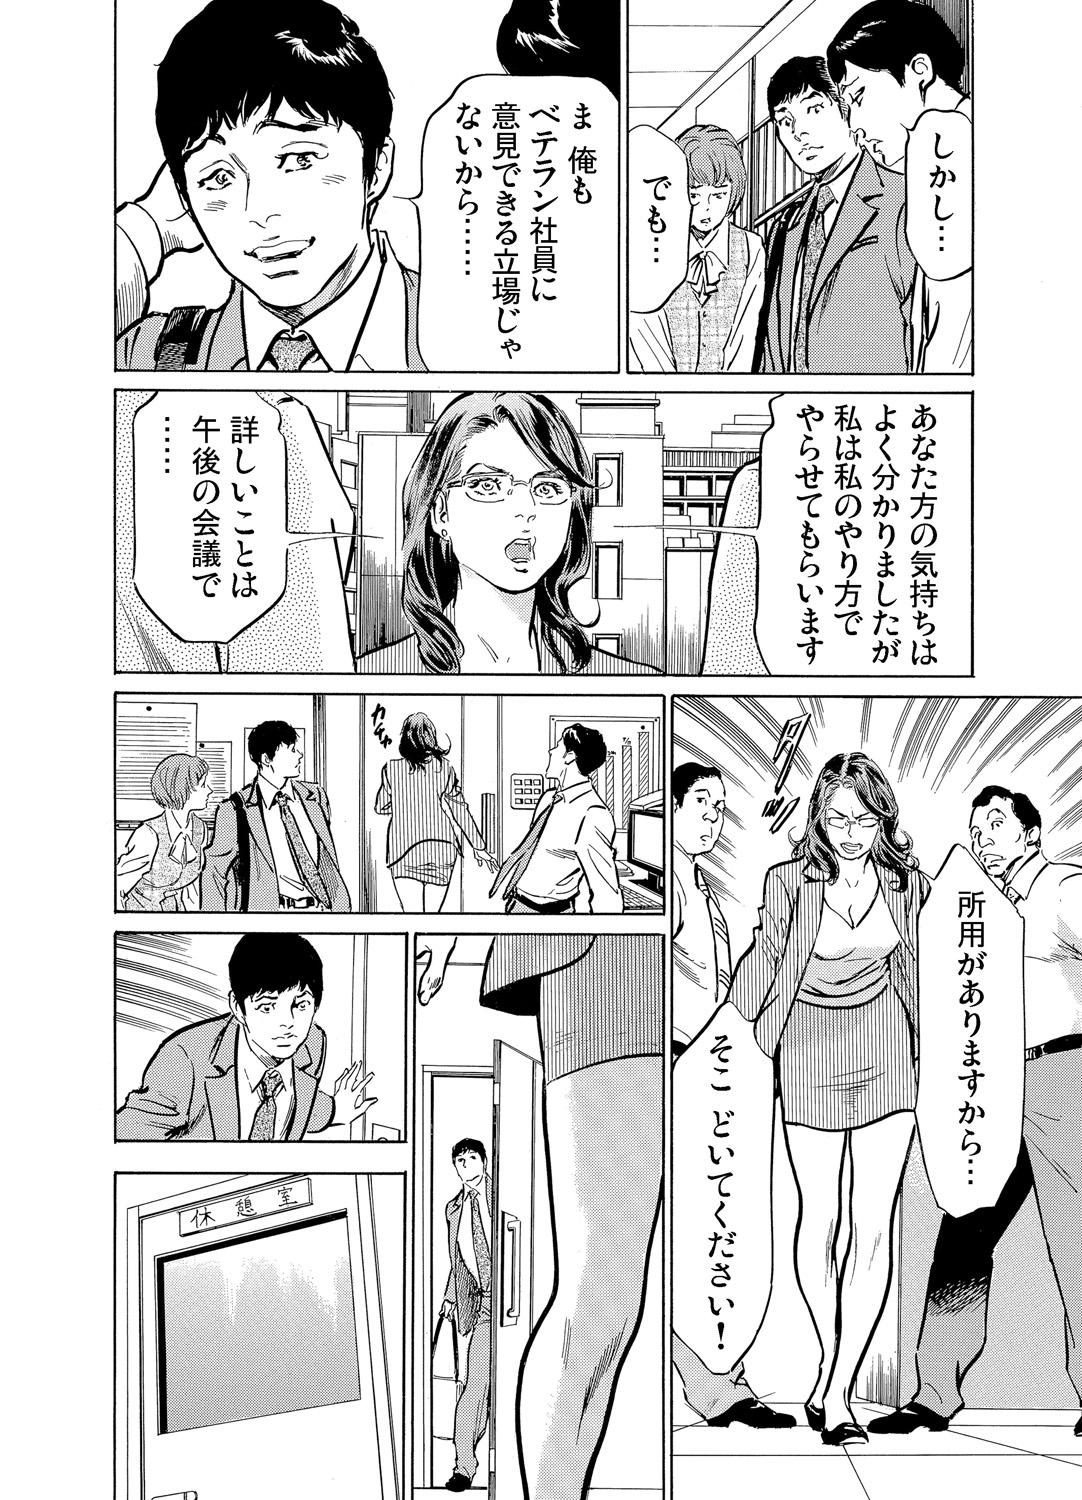 しかし…
でも…
ま 俺も
ベテラン社員に
意見できる立場じゃ
ないから……
あなた方の気持ちは
よく分かりましたが
私は私のやり方で
やらせてもらいます
詳しいことは
午後の会議で
……
カチャ
所用がありますから…
そこ どいてください！
休憩室